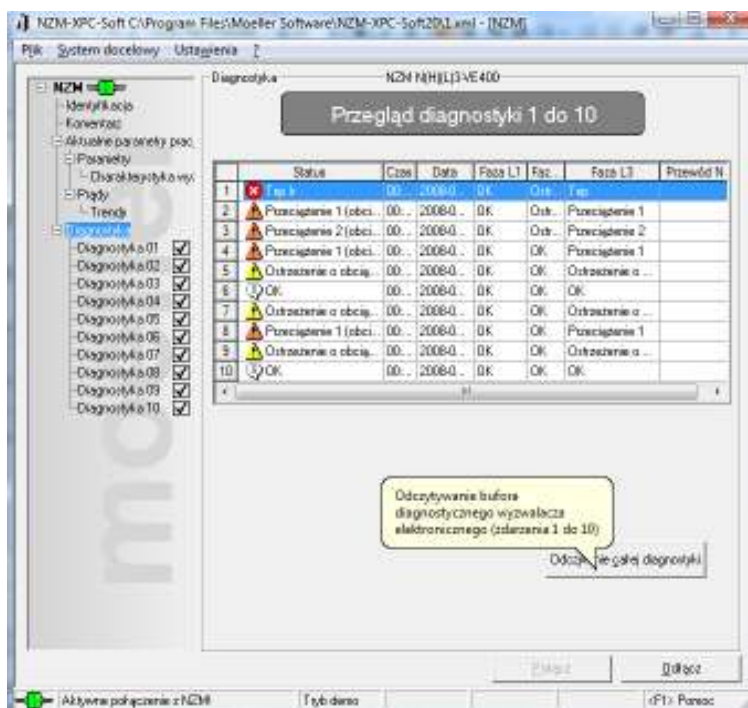 NZM-XPC-Soft C:\Program Files\Moeller Software\NZM-XPC-Soft20\1.xml - [NZM]
Plik System docelowy Ustawienia ?
NZM
Identyfikacja
Komentarz
Aktualne parametry prac
Parametry
Charakterystyka wy
Prądy
Trendy
Diagnostyka
Diagnostyka 01
Diagnostyka 02
Diagnostyka 03
Diagnostyka 04
Diagnostyka 05
Diagnostyka 06
Diagnostyka 07
Diagnostyka 08
Diagnostyka 09
Diagnostyka 10
Diagnostyka NZM N(H)(L)3-VE400
Przegląd diagnostyki 1 do 10
Status Czas Data Faza L1 Faz... Faza L3 Przewód N
1 2008-0... OK Ostr...
2 Przeciążenie 1 (obci... 00:... 2008-0... OK Ostr... Przeciążenie 1
3 Przeciążenie 2 (obci... 00:... 2008-0... OK Ostr... Przeciążenie 2
4 Przeciążenie 1 (obci... 00:... 2008-0... OK OK Przeciążenie 1
5 Ostrzeżenie o obcią... 00:... 2008-0... OK OK Ostrzeżenie o ...
6 OK 00:... 2008-0... OK OK OK
7 Ostrzeżenie o obcią... 00:... 2008-0... OK OK Ostrzeżenie o ...
8 Przeciążenie 1 (obci... 00:... 2008-0... OK OK Przeciążenie 1
9 Ostrzeżenie o obcią... 00:... 2008-0... OK OK Ostrzeżenie o ...
10 OK 00:... 2008-0... OK OK OK
Odczytywanie bufora
diagnostycznego wyzwalacza
elektronicznego (zdarzenia 1 do 10)
Odczytanie całej diagnostyki
Połącz Odłącz
Aktywne połączenie z NZM! Tryb demo <F1> Pomoc